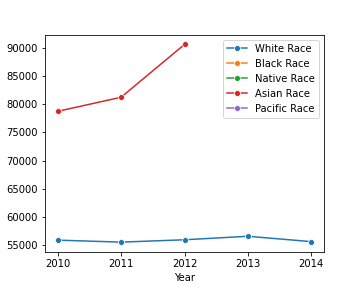 90000
85000
80000
75000
70000
65000
60000
55000
2010 2011 2012 2013 2014
Year
White Race
Black Race
Native Race
Asian Race
Pacific Race